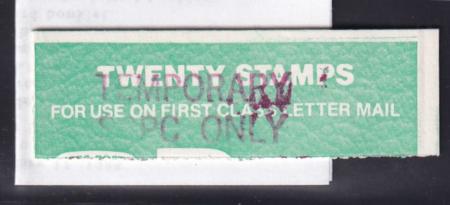 TWENTY STAMPS
TEMPORARY
FOR USE ON FIRST CLASS LETTER MAIL
PC ONLY